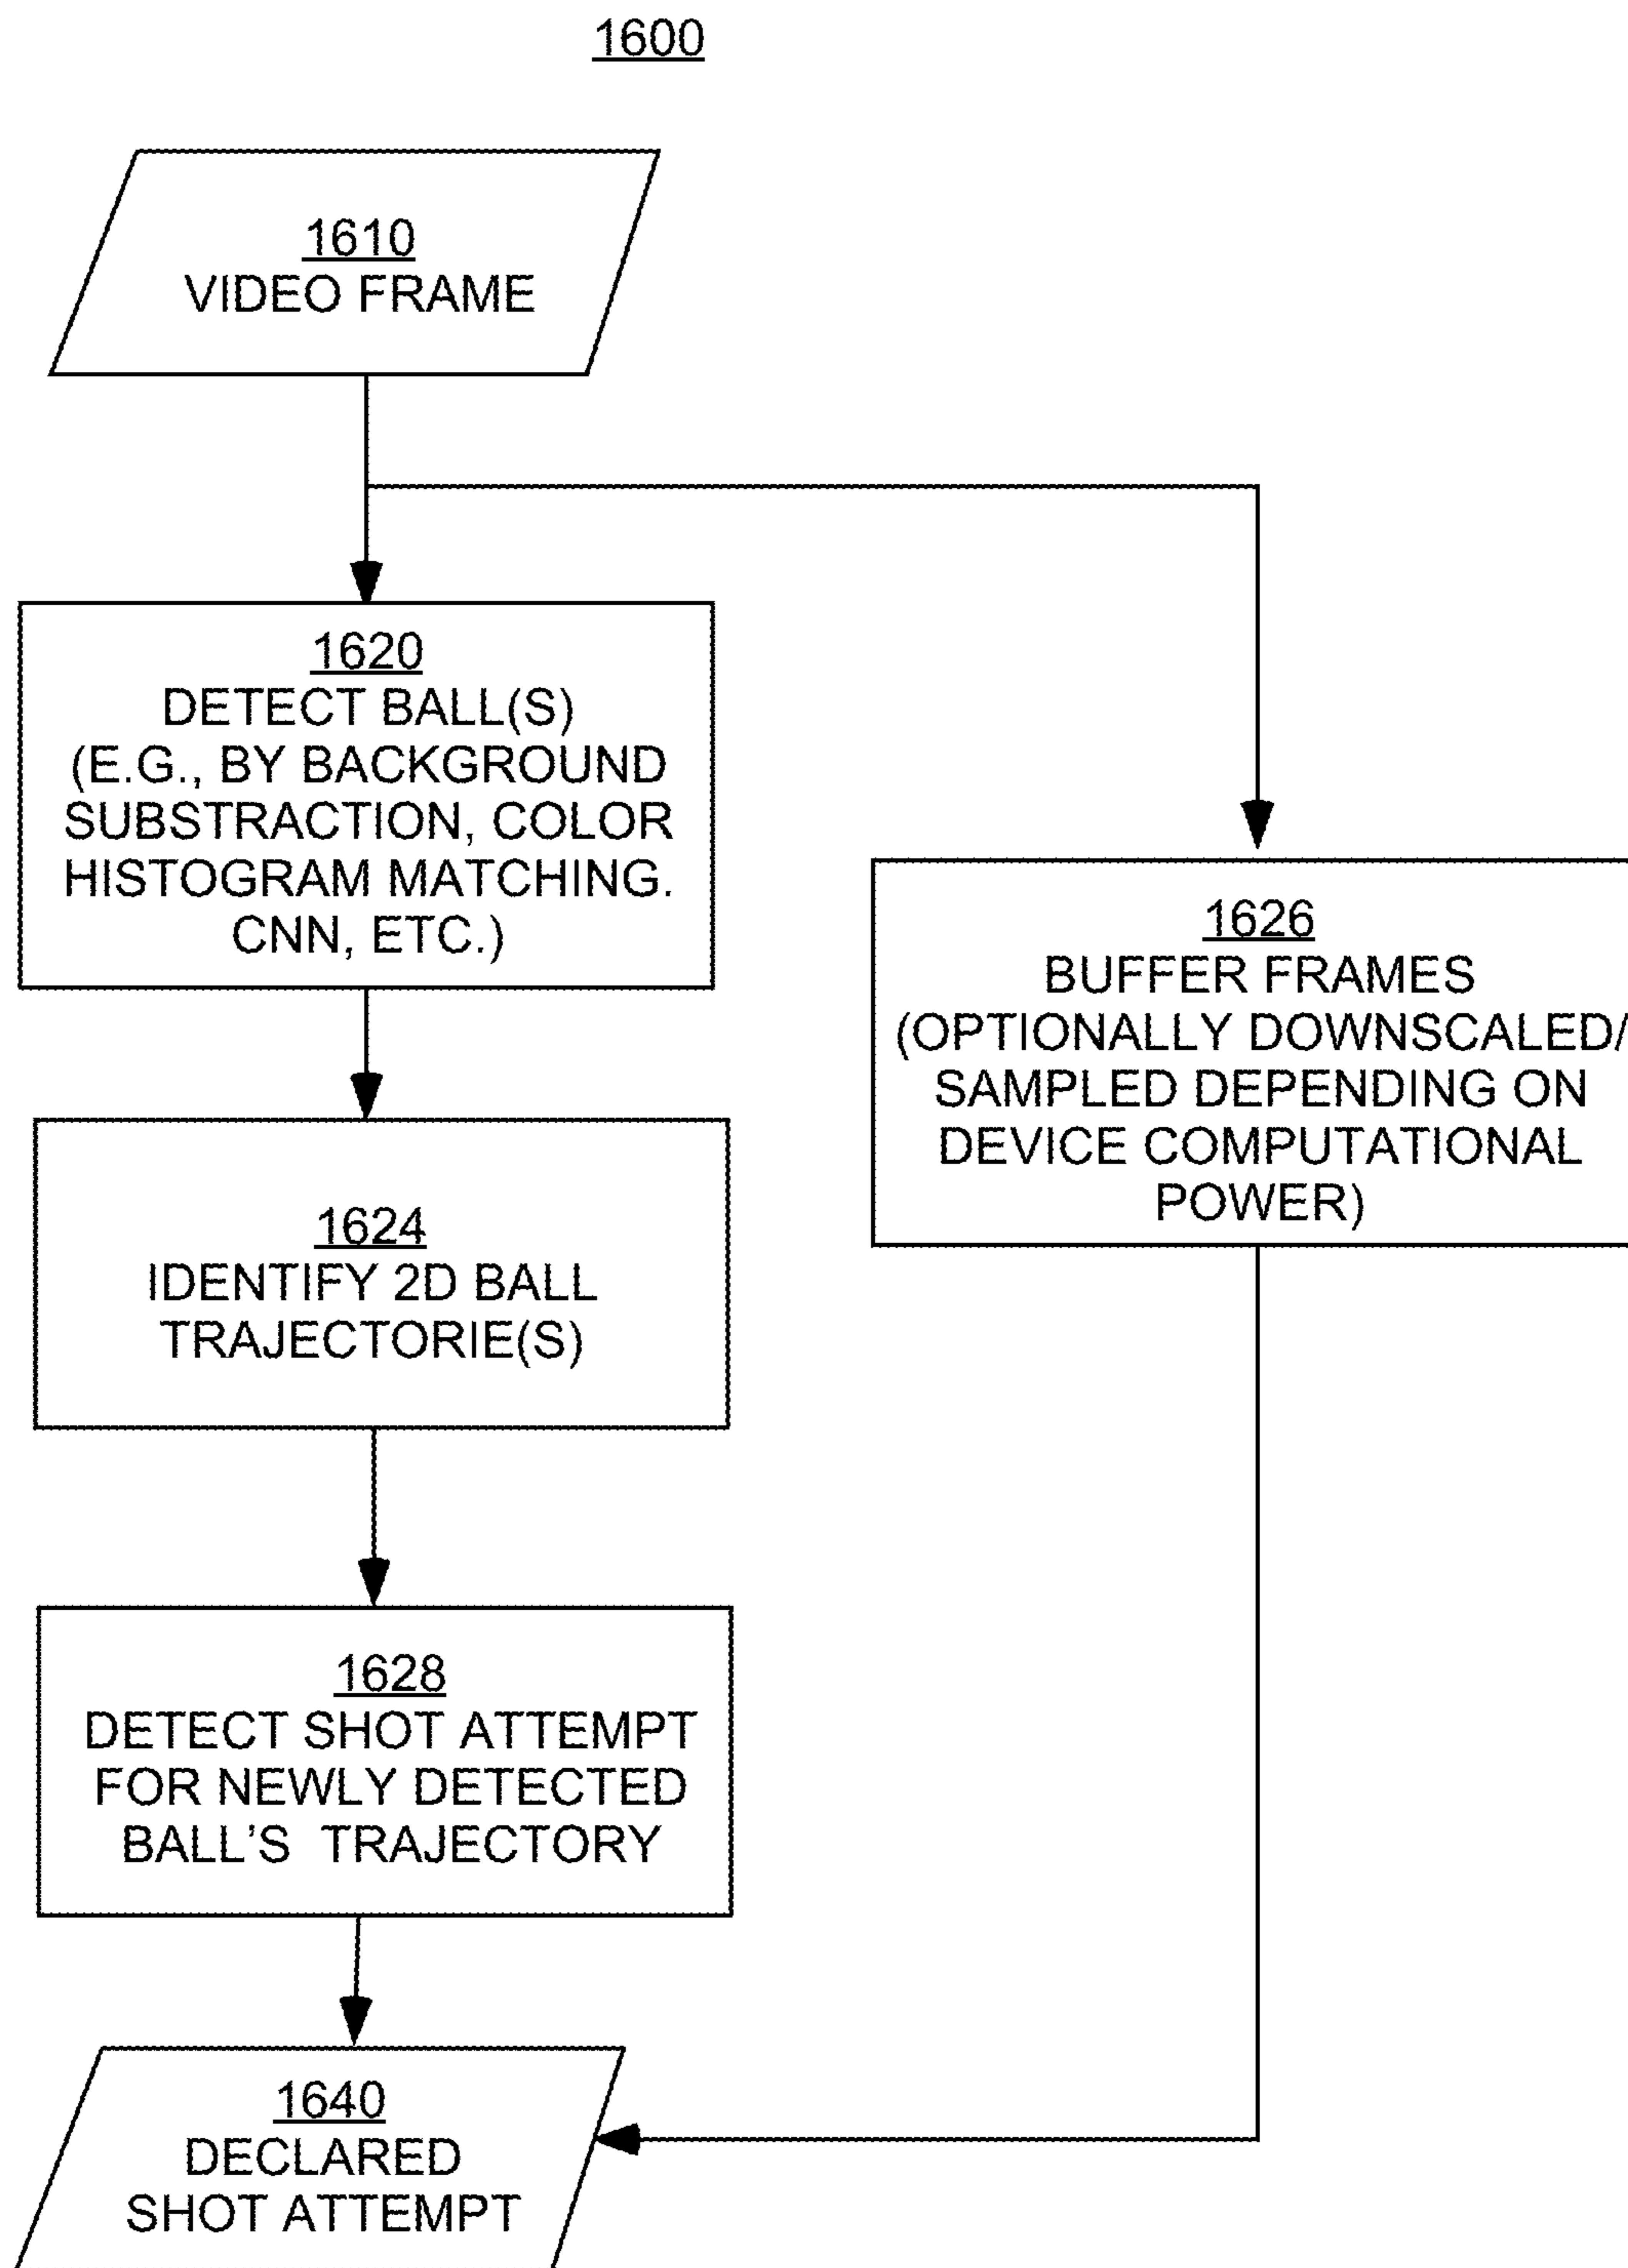 1600
1610
VIDEO FRAME
1620
DETECT BALL(S)
(E.G., BY BACKGROUND
SUBSTRACTION, COLOR
HISTOGRAM MATCHING.
CNN, ETC.)
1626
BUFFER FRAMES
(OPTIONALLY DOWNSCALED/
SAMPLED DEPENDING ON
DEVICE COMPUTATIONAL
POWER)
1624
IDENTIFY 2D BALL
TRAJECTORIE(S)
1628
DETECT SHOT ATTEMPT
FOR NEWLY DETECTED
BALL'S TRAJECTORY
1640
DECLARED
SHOT ATTEMPT